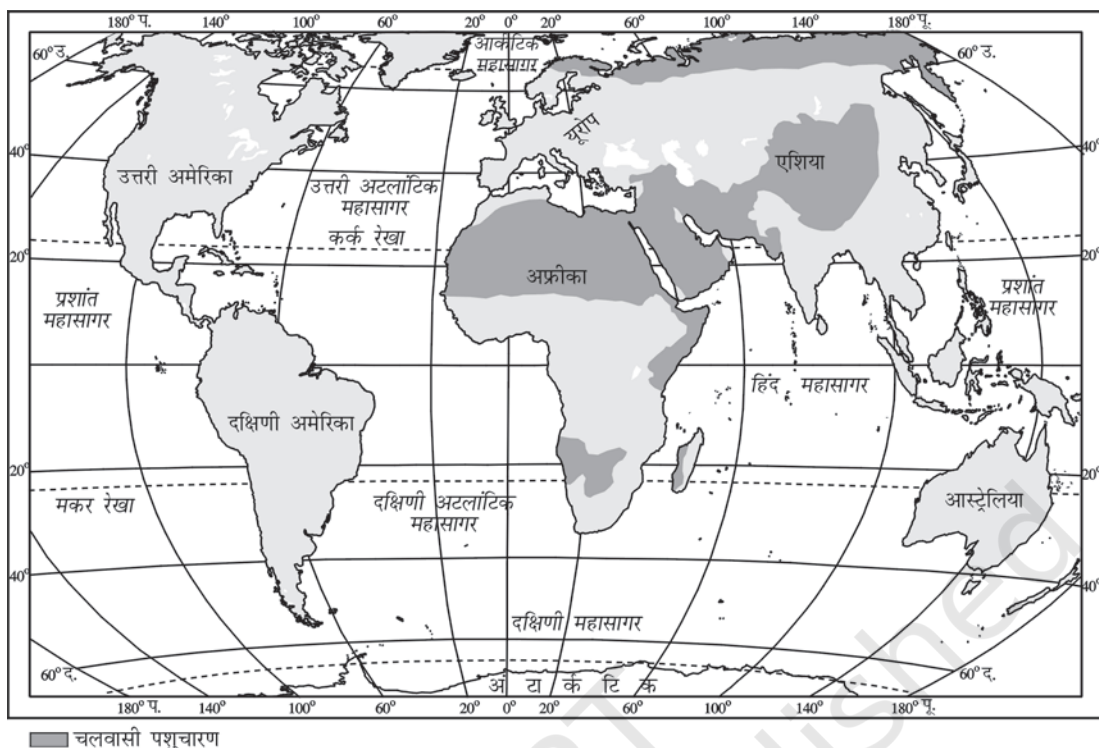 180° प. 140° 100° 60° 20° 0° 20° 60° 100° 140° 180° पू.
60° उ. 60° उ.
आर्कटिक
महासागर
यूरोप
एशिया
40° 40°
उत्तरी अमेरिका
उत्तरी अटलांटिक
महासागर
कर्क रेखा
20° 20°
अफ्रीका
प्रशांत
महासागर
प्रशांत
महासागर
हिंद महासागर
दक्षिणी अमेरिका
20° 20°
मकर रेखा
दक्षिणी अटलांटिक
महासागर
आस्ट्रेलिया
40° 40°
दक्षिणी महासागर
60° द. 60° द.
अंटार्कटिक
180° प. 140° 100° 60° 20° 0° 20° 60° 100° 140° 180° पू.
चलवासी पशुचारण